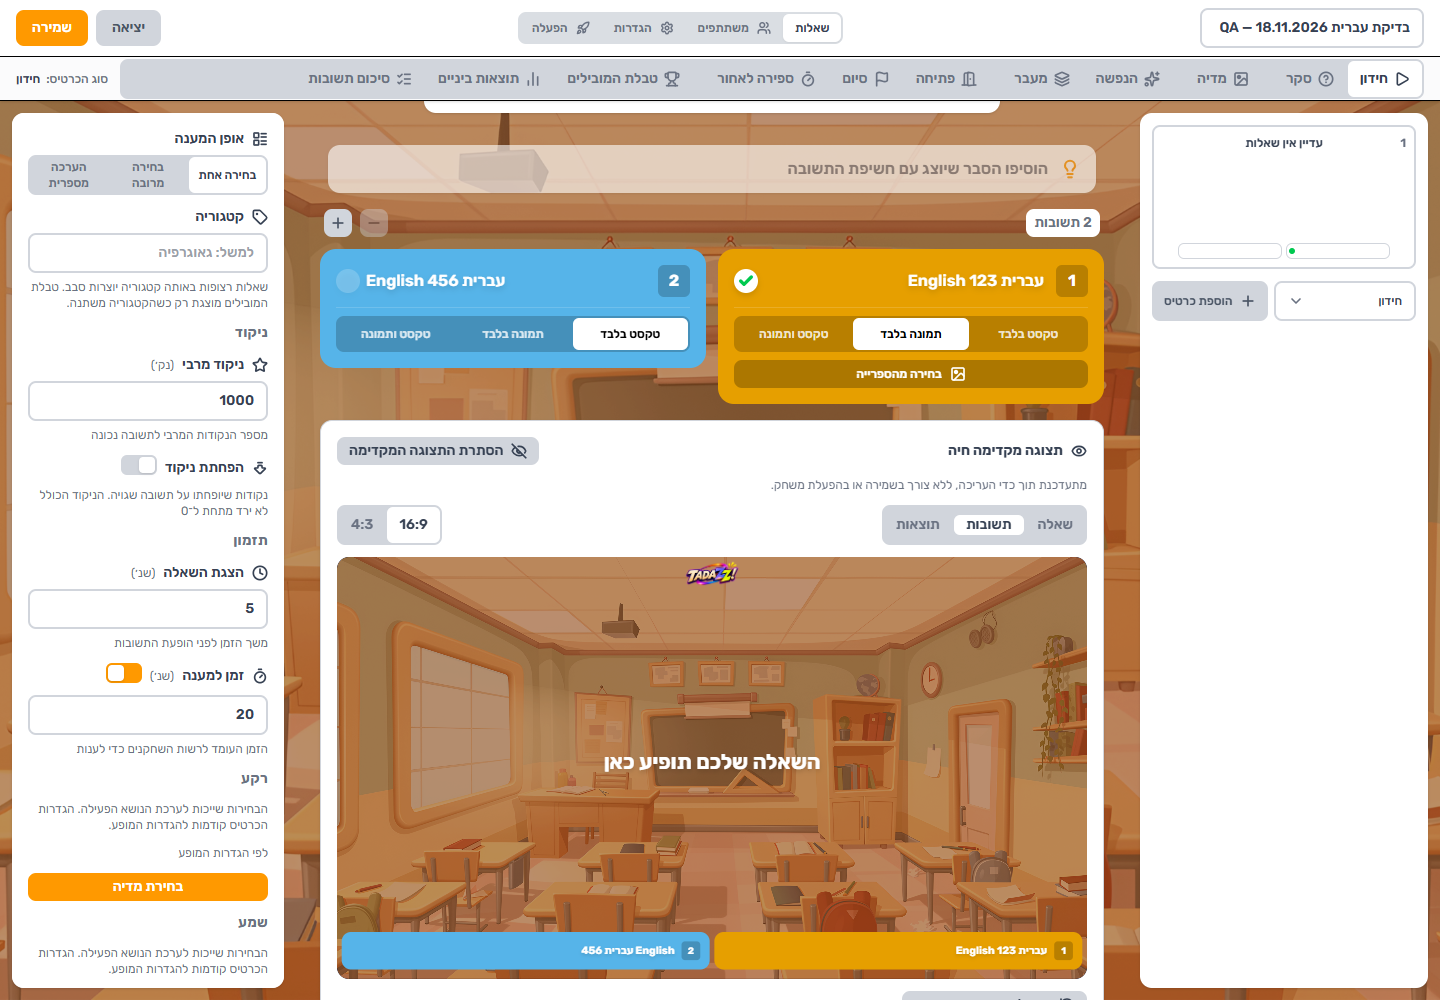 בדיקת עברית 18.11.2026 — QA
שאלות
משתתפים
הגדרות
הפעלה
יציאה
שמירה
חידון
סקר
מדיה
הנפשה
מעבר
פתיחה
סיום
ספירה לאחור
טבלת המובילים
תוצאות ביניים
סיכום תשובות
סוג הכרטיס: חידון
1
עדיין אין שאלות
חידון
הוספת כרטיס
הוסיפו הסבר שיוצג עם חשיפת התשובה
2 תשובות
1
עברית English 123
טקסט בלבד
תמונה בלבד
טקסט ותמונה
בחירה מהספרייה
2
עברית English 456
טקסט בלבד
תמונה בלבד
טקסט ותמונה
תצוגה מקדימה חיה
הסתרת התצוגה המקדימה
מתעדכנת תוך כדי העריכה, ללא צורך בשמירה או בהפעלת משחק.
שאלה
תשובות
תוצאות
16:9
4:3
TADAZZ!
השאלה שלכם תופיע כאן
1
עברית English 123
2
English עברית 456
אופן המענה
בחירה אחת
בחירה מרובה
הערכה מספרית
קטגוריה
למשל: גאוגרפיה
שאלות רצופות באותה קטגוריה יוצרות סבב. טבלת
המובילים מוצגת רק כשהקטגוריה משתנה.
ניקוד
ניקוד מרבי (נק׳)
1000
מספר הנקודות המרבי לתשובה נכונה
הפחתת ניקוד
נקודות שיופחתו על תשובה שגויה. הניקוד הכולל
לא ירד מתחת ל־0
תזמון
הצגת השאלה (שנ׳)
5
משך הזמן לפני הופעת התשובות
זמן למענה (שנ׳)
20
הזמן העומד לרשות השחקנים כדי לענות
רקע
הבחירות שייכות לערכת הנושא הפעילה. הגדרות
הכרטיס קודמות להגדרות המופע.
לפי הגדרות המופע
בחירת מדיה
שמע
הבחירות שייכות לערכת הנושא הפעילה. הגדרות
הכרטיס קודמות להגדרות המופע.